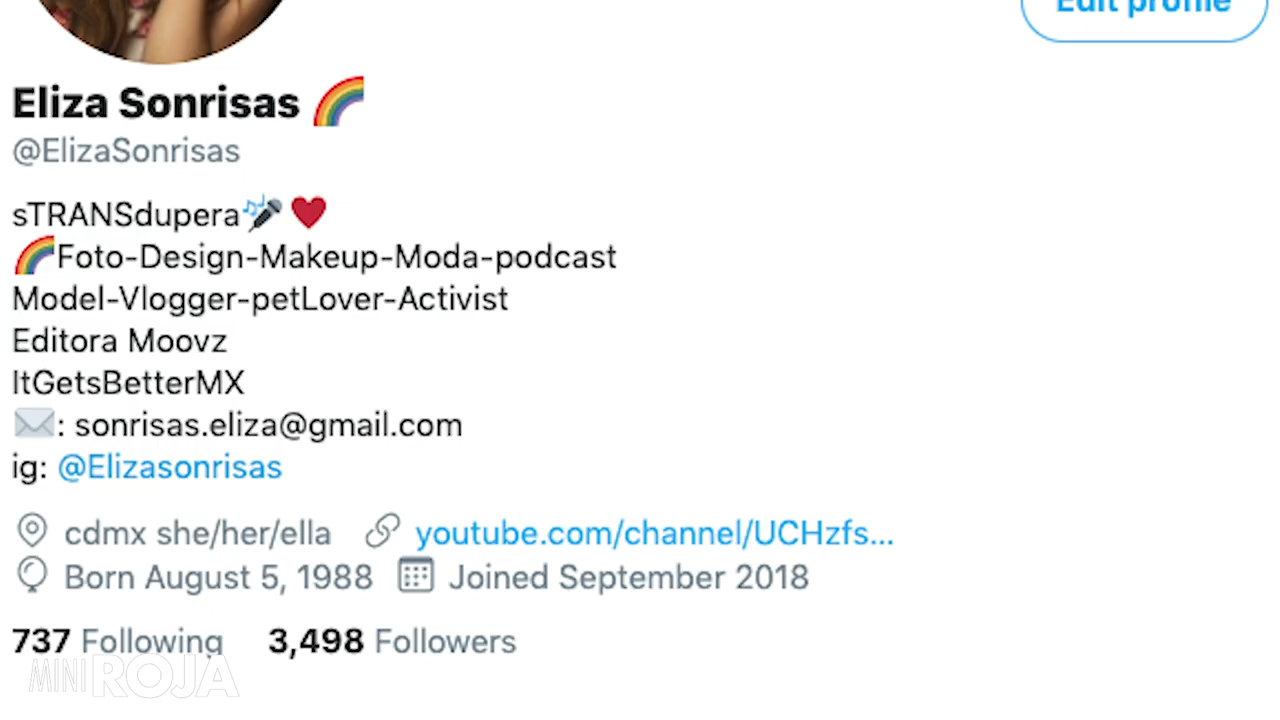 Edit profile
Eliza Sonrisas 🌈
@ElizaSonrisas
sTRANSdupera🎤❤️
🌈Foto-Design-Makeup-Moda-podcast
Model-Vlogger-petLover-Activist
Editora Moovz
ItGetsBetterMX
✉️: sonrisas.eliza@gmail.com
ig: @Elizasonrisas
cdmx she/her/ella youtube.com/channel/UCHzfs...
Born August 5, 1988 Joined September 2018
737 Following 3,498 Followers
MINI ROJA